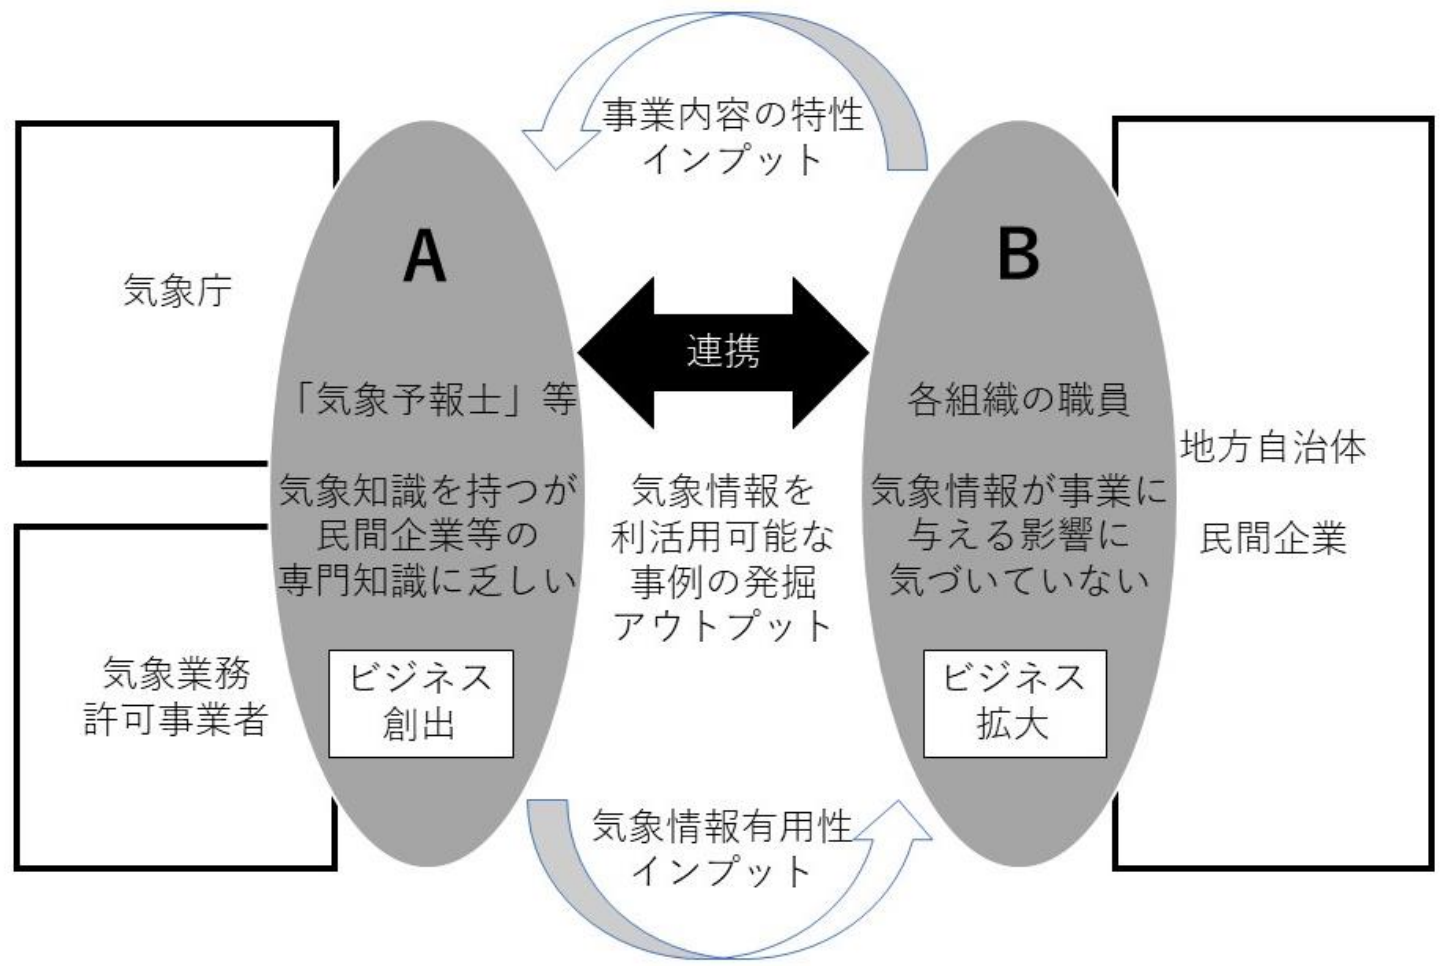 事業内容の特性
インプット
気象庁
A
「気象予報士」等
気象知識を持つが
民間企業等の
専門知識に乏しい
ビジネス
創出
気象業務
許可事業者
連携
気象情報を
利活用可能な
事例の発掘
アウトプット
B
各組織の職員
気象情報が事業に
与える影響に
気づいていない
ビジネス
拡大
地方自治体
民間企業
気象情報有用性
インプット